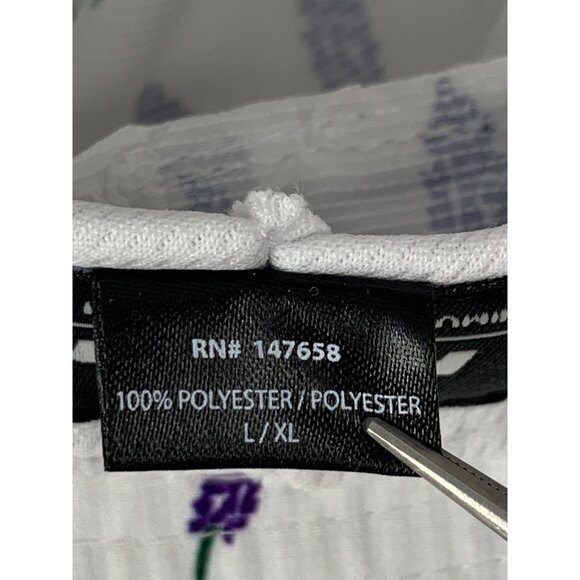 RN# 147658
100% POLYESTER / POLYESTER
L / XL